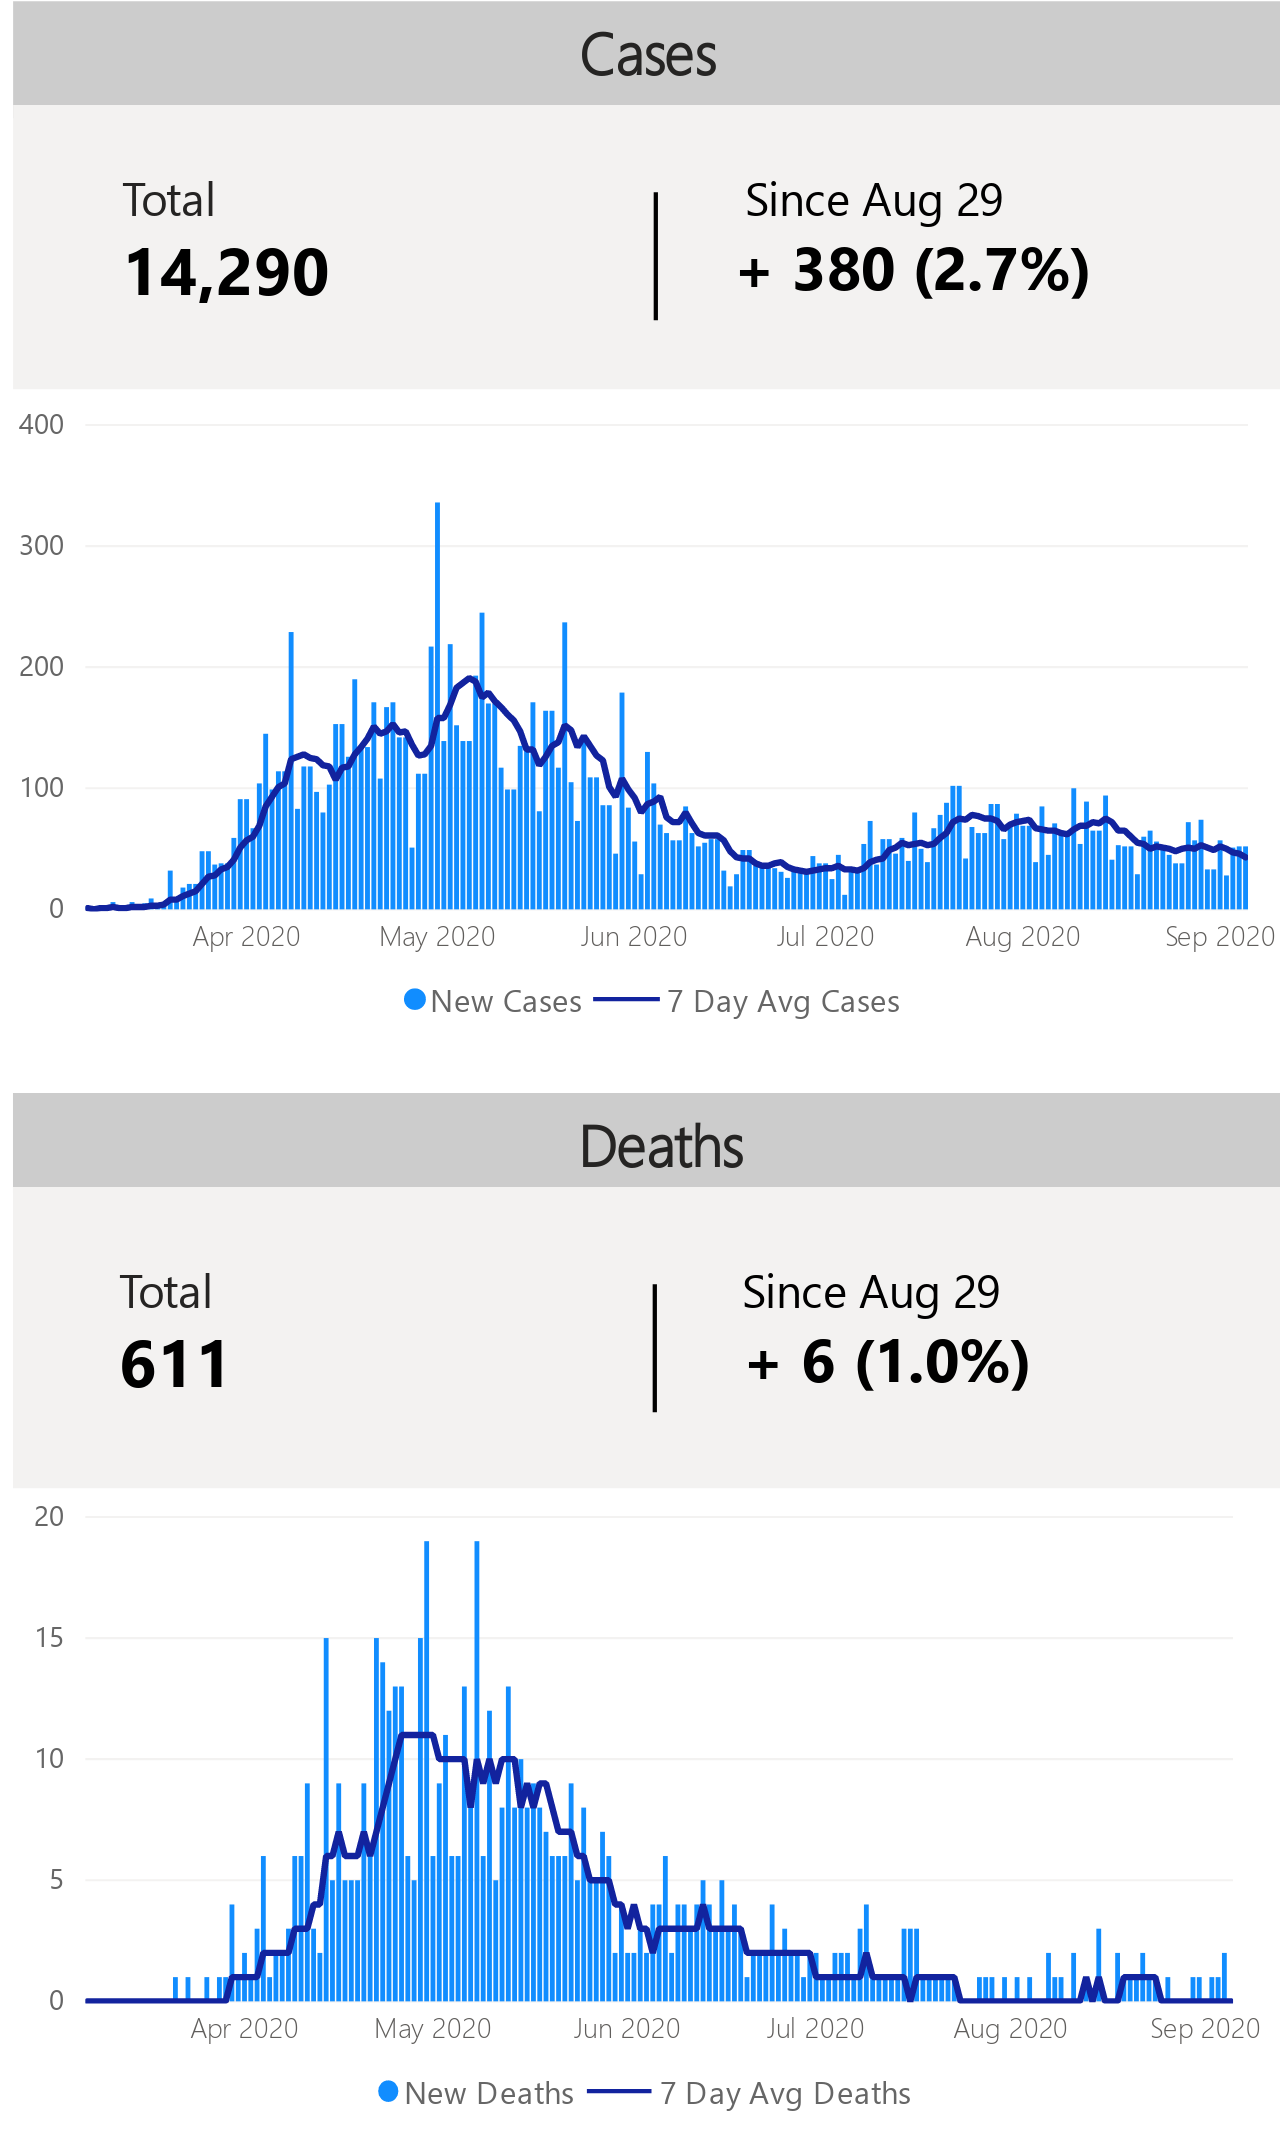 Cases
Total
Since Aug 29
14,290
+ 380 (2.7%)
400
300
200
100
0
Apr 2020 May 2020 Jun 2020 Jul 2020 Aug 2020 Sep 2020
New Cases 7 Day Avg Cases
Deaths
Total
Since Aug 29
611
+ 6 (1.0%)
20
15
10
5
0
Apr 2020 May 2020 Jun 2020 Jul 2020 Aug 2020 Sep 2020
New Deaths 7 Day Avg Deaths